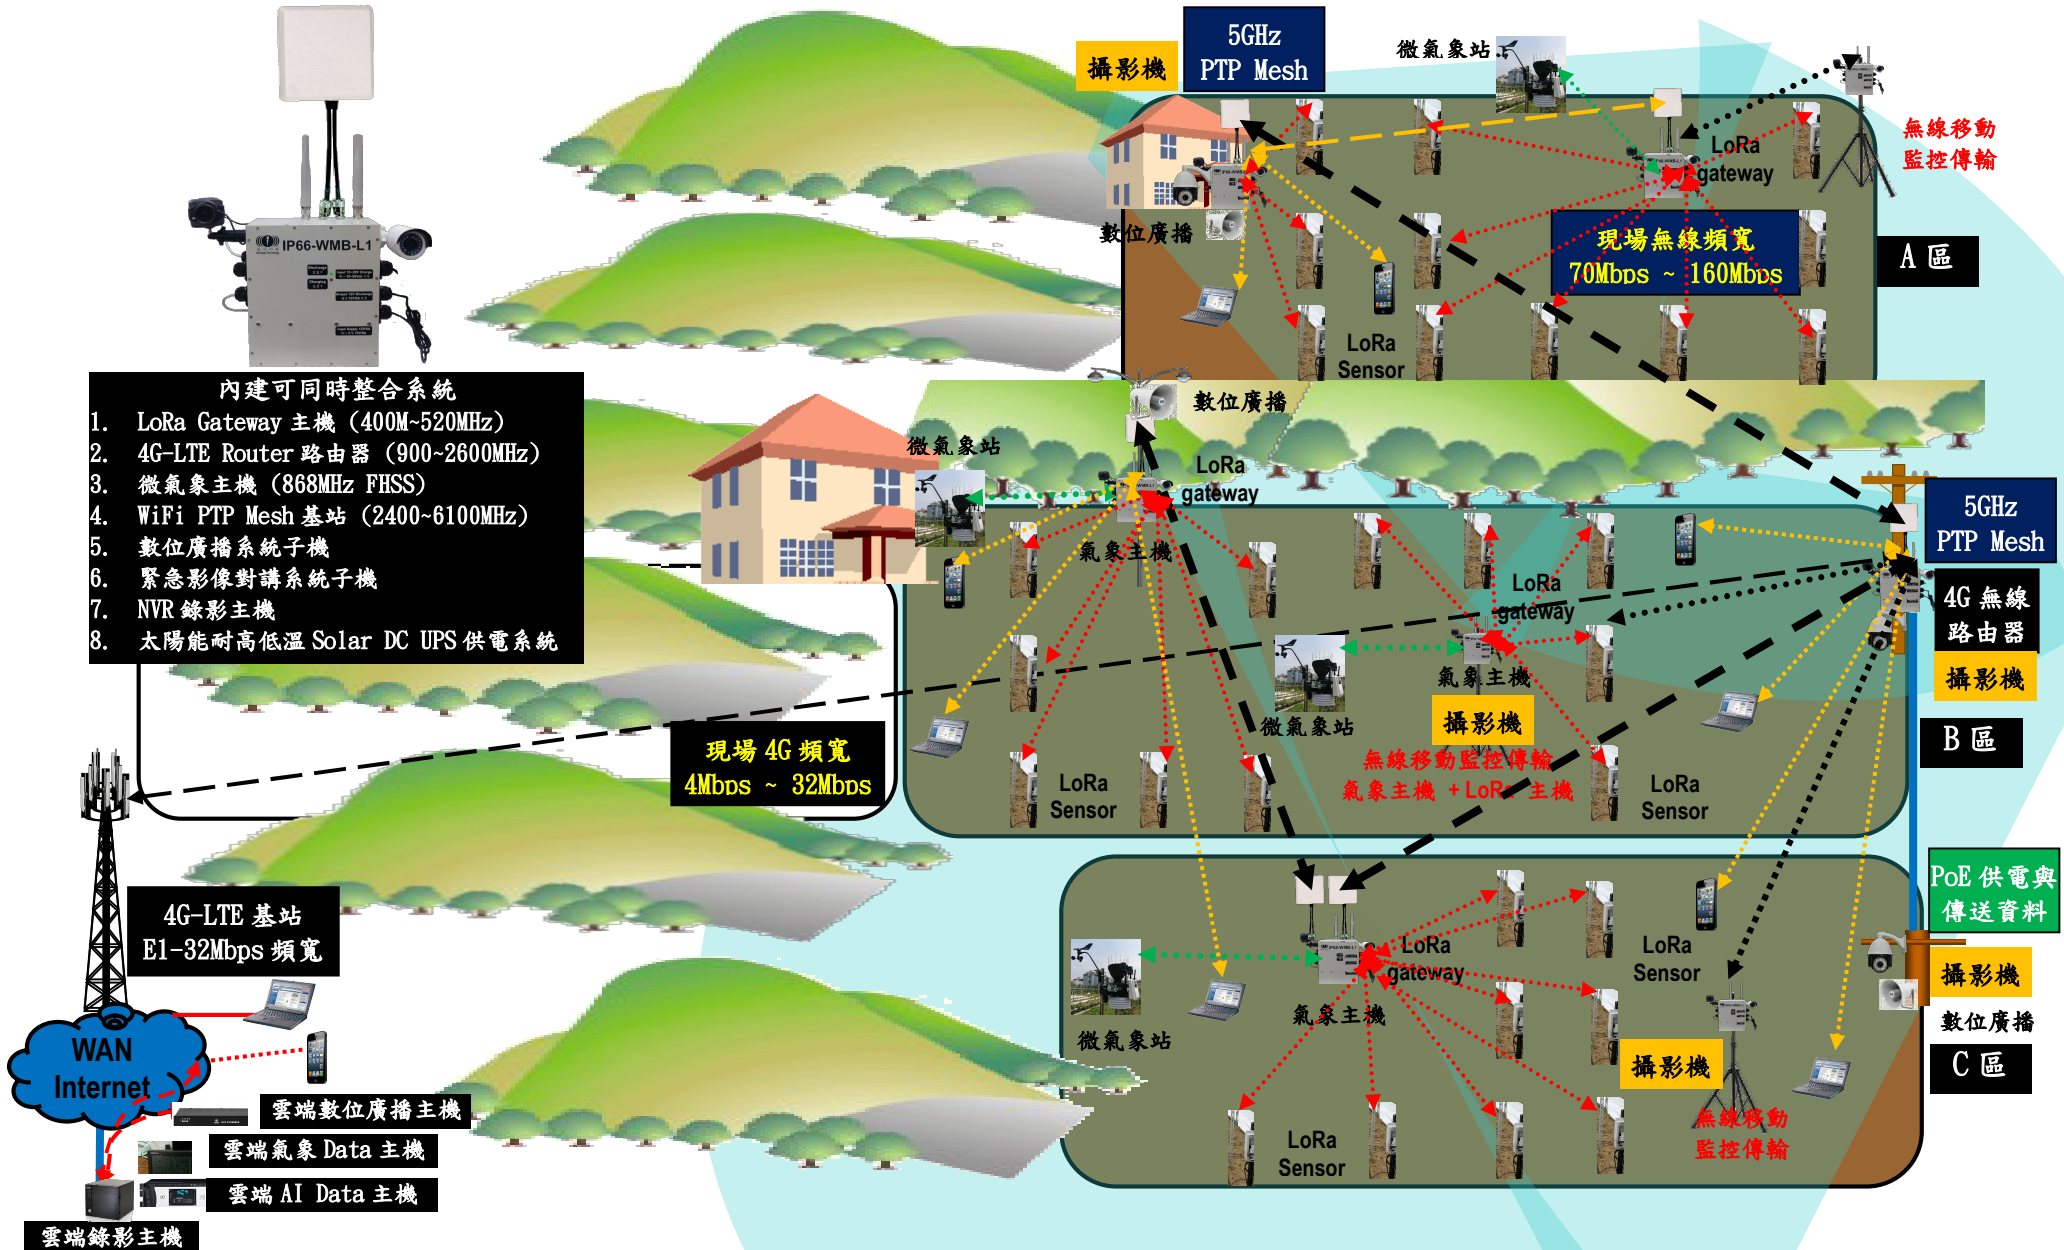 5GHz
PTP Mesh
攝影機
微氣象站
無線移動
監控傳輸
LoRa
gateway
數位廣播
現場無線頻寬
70Mbps ~ 160Mbps
A 區
LoRa
Sensor
IP66-WMB-L1
內建可同時整合系統
1. LoRa Gateway 主機 (400M~520MHz)
2. 4G-LTE Router 路由器 (900~2600MHz)
3. 微氣象主機 (868MHz FHSS)
4. WiFi PTP Mesh 基站 (2400~6100MHz)
5. 數位廣播系統子機
6. 緊急影像對講系統子機
7. NVR 錄影主機
8. 太陽能耐高低溫 Solar DC UPS 供電系統
數位廣播
微氣象站
LoRa
gateway
氣象主機
5GHz
PTP Mesh
LoRa
gateway
4G 無線
路由器
攝影機
氣象主機
微氣象站
攝影機
無線移動監控傳輸
氣象主機 + LoRa 主機
B 區
現場 4G 頻寬
4Mbps ~ 32Mbps
LoRa
Sensor
LoRa
Sensor
4G-LTE 基站
E1-32Mbps 頻寬
PoE 供電與
傳送資料
LoRa
gateway
LoRa
Sensor
攝影機
微氣象站
氣象主機
數位廣播
攝影機
C 區
無線移動
監控傳輸
LoRa
Sensor
WAN
Internet
雲端數位廣播主機
雲端氣象 Data 主機
雲端 AI Data 主機
雲端錄影主機